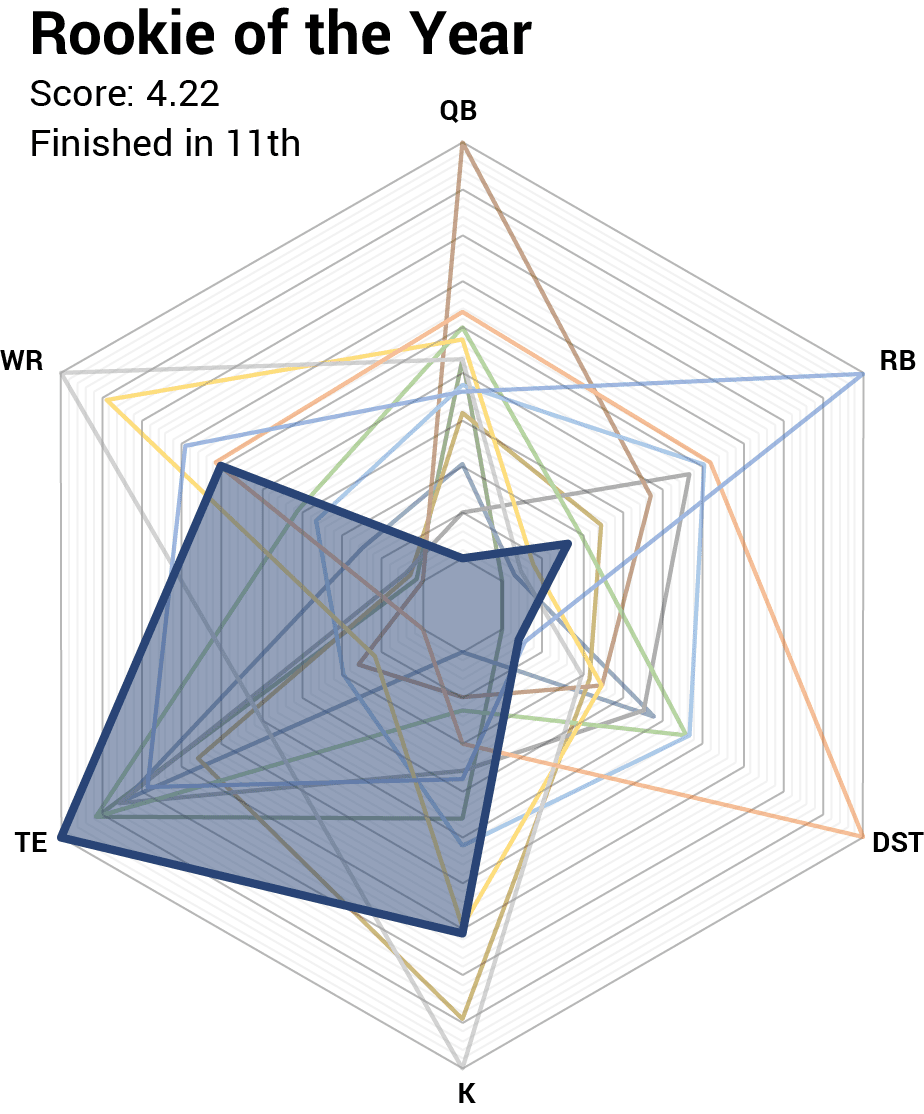 Rookie of the Year
Score: 4.22
Finished in 11th
QB
WR
RB
TE
DST
K